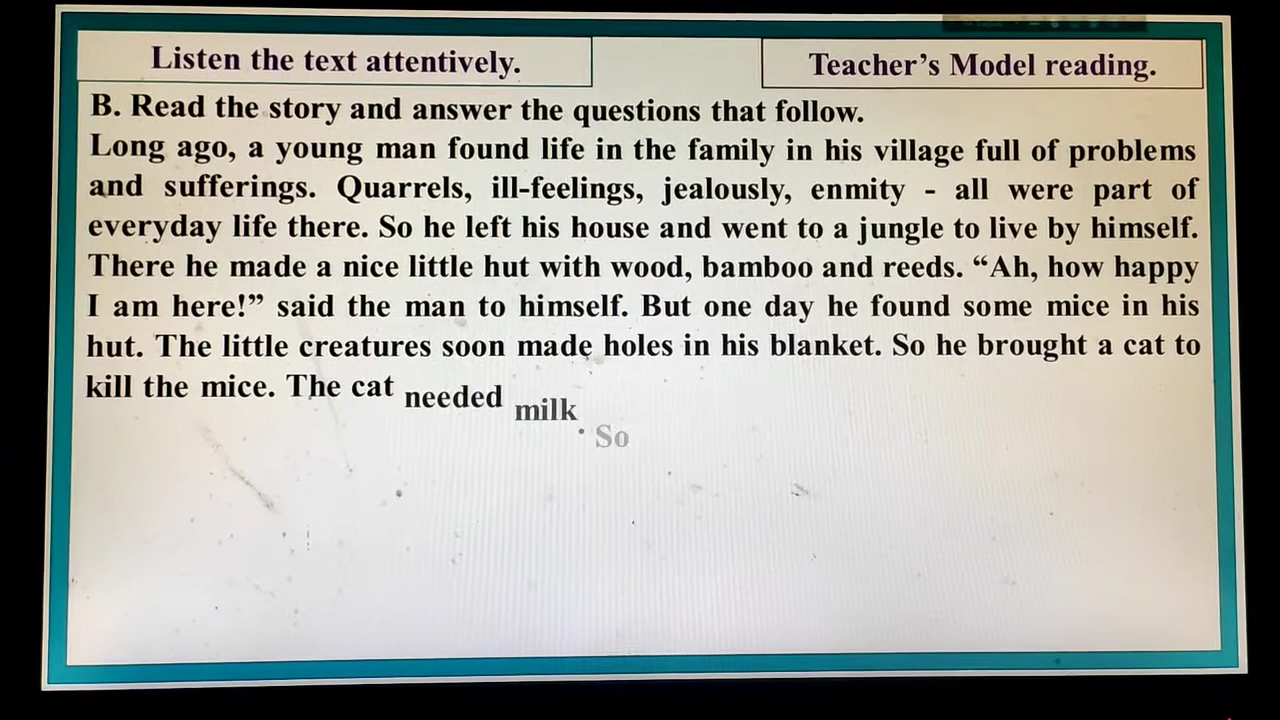 Listen the text attentively.
Teacher's Model reading.
B. Read the story and answer the questions that follow.
Long ago, a young man found life in the family in his village full of problems
and sufferings. Quarrels, ill-feelings, jealously, enmity - all were part of
everyday life there. So he left his house and went to a jungle to live by himself.
There he made a nice little hut with wood, bamboo and reeds. “Ah, how happy
I am here!” said the man to himself. But one day he found some mice in his
hut. The little creatures soon made holes in his blanket. So he brought a cat to
kill the mice. The cat needed milk. So